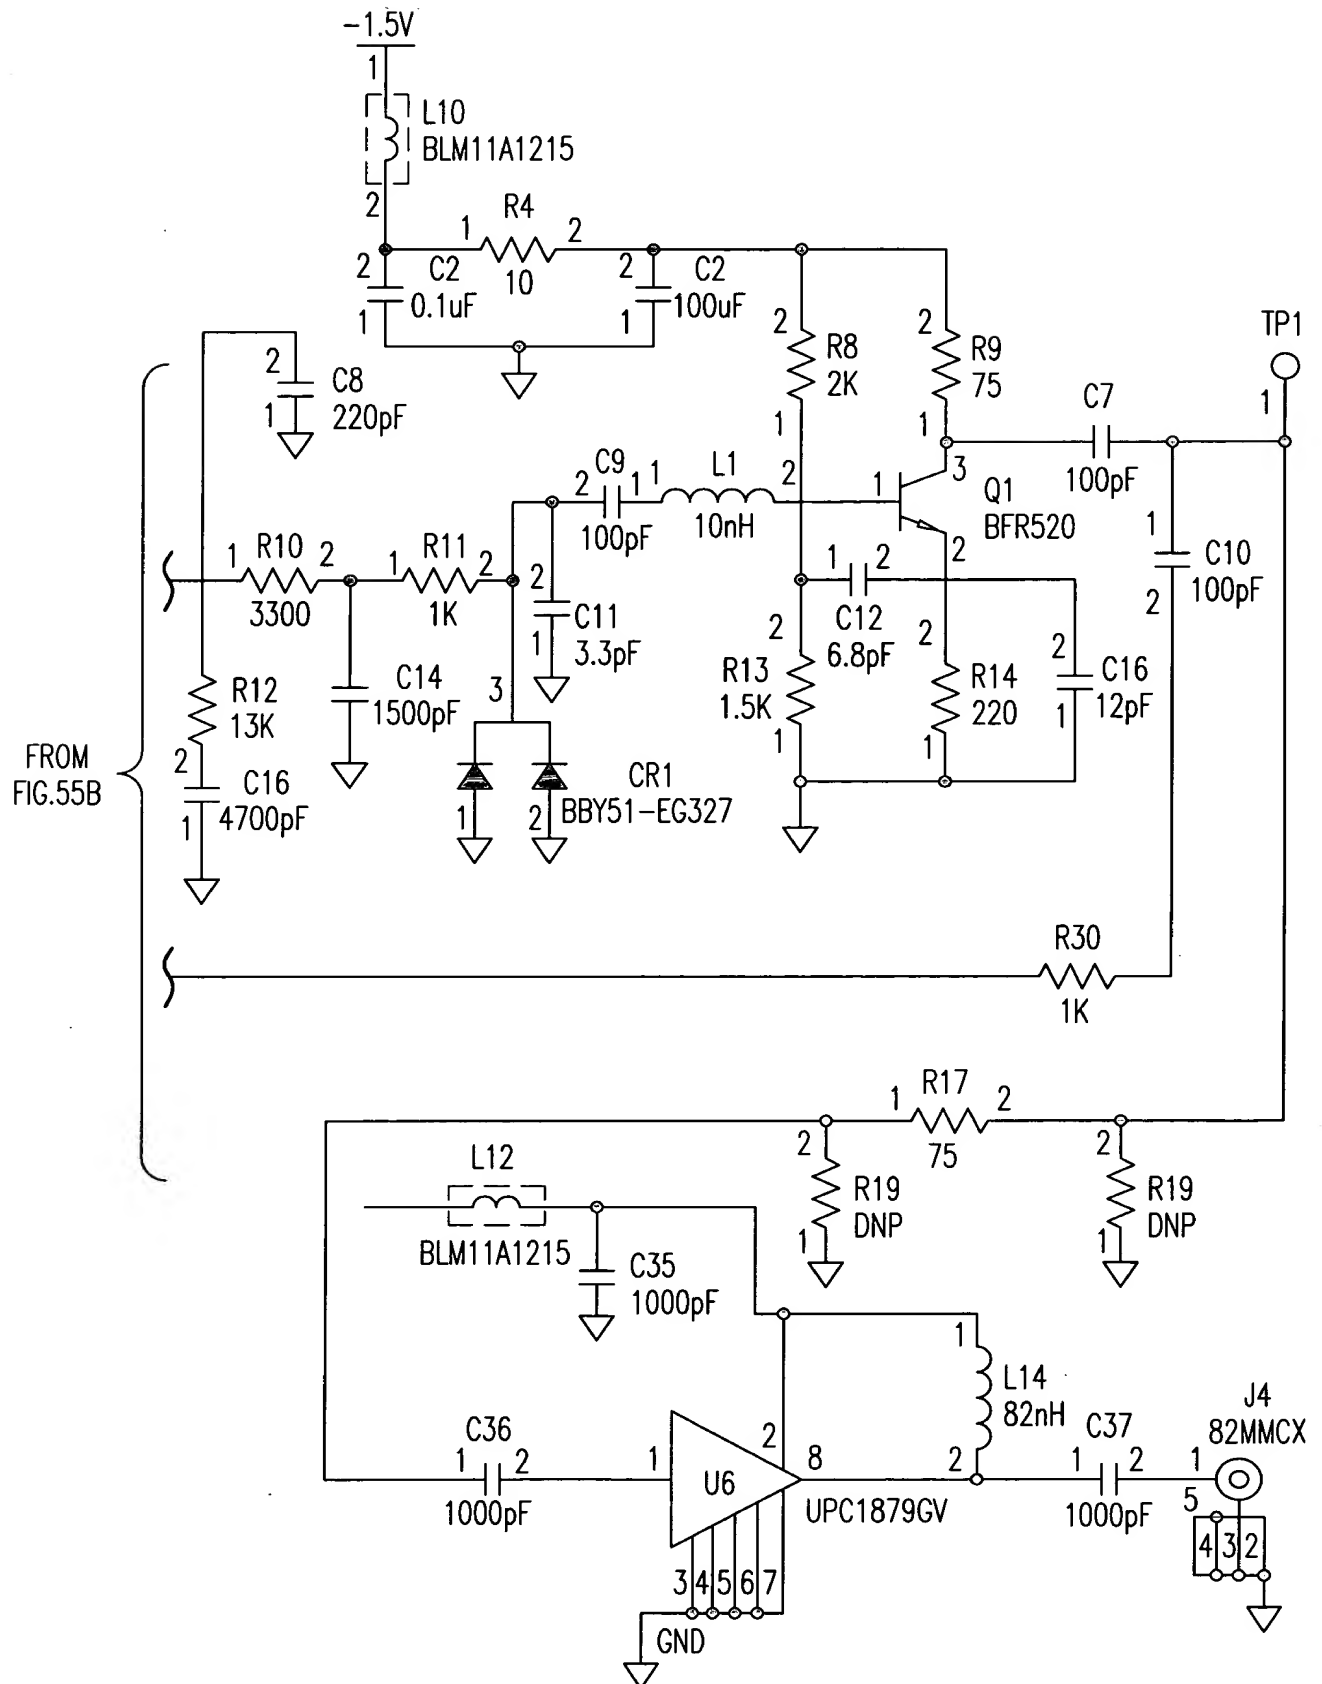 -1.5V
1
L10
BLM11A1215
2
1
R4
2
10
2
C2
0.1uF
1
2
C2
100uF
1
2
R8
2K
1
2
R9
75
1
TP1
1
2
C8
220pF
1
C7
100pF
3
2
C9
1
100pF
1
L1
10nH
2
1
Q1
BFR520
2
1
C10
100pF
2
1
R10
2
3300
1
R11
2
1K
2
C11
3.3pF
1
1
C12
2
6.8pF
2
R13
1.5K
1
2
R14
220
1
2
C16
12pF
1
R12
13K
2
C16
4700pF
1
C14
1500pF
3
CR1
BBY51-EG327
1
2
FROM
FIG.55B
R30
1K
1
R17
2
75
2
R19
DNP
1
2
R19
DNP
1
L12
BLM11A1215
C35
1000pF
1
L14
82nH
2
1
C36
2
1000pF
1
2
U6
8
UPC1879GV
3
4
5
6
7
GND
1
C37
2
1000pF
J4
82MMCX
1
5
4
3
2